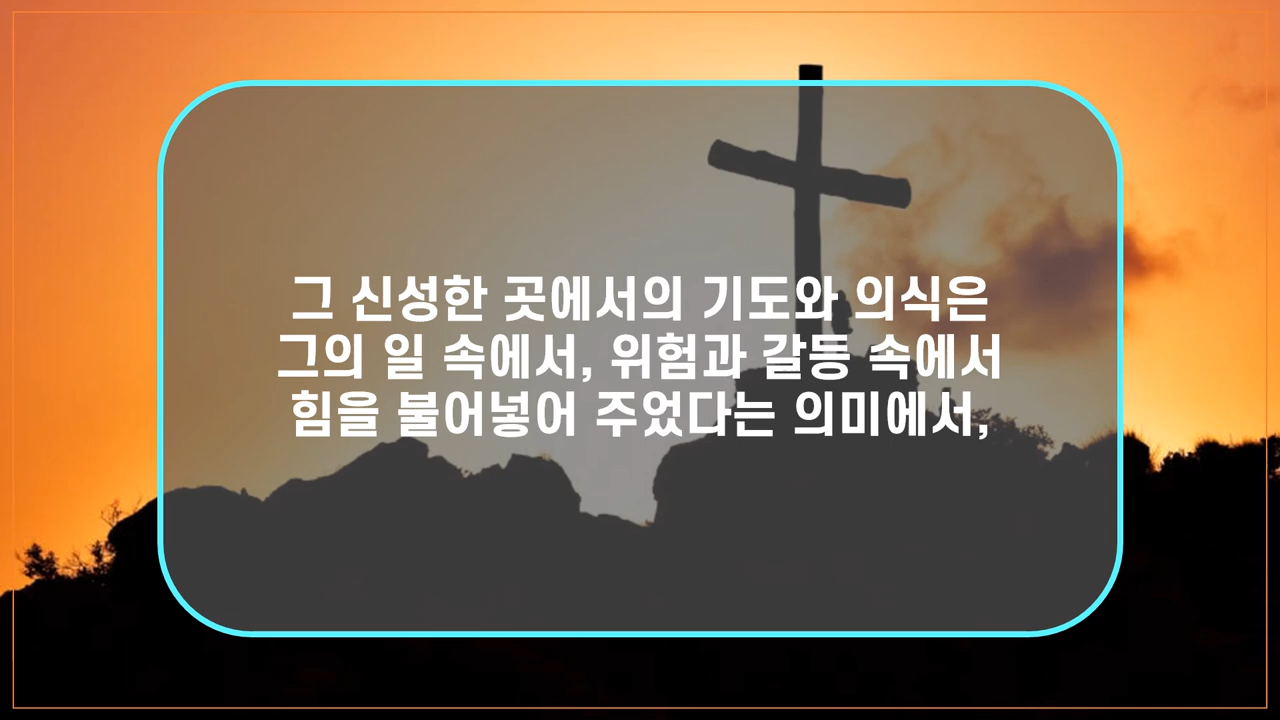 그 신성한 곳에서의 기도와 의식은
그의 일 속에서, 위험과 갈등 속에서
힘을 불어넣어 주었다는 의미에서,